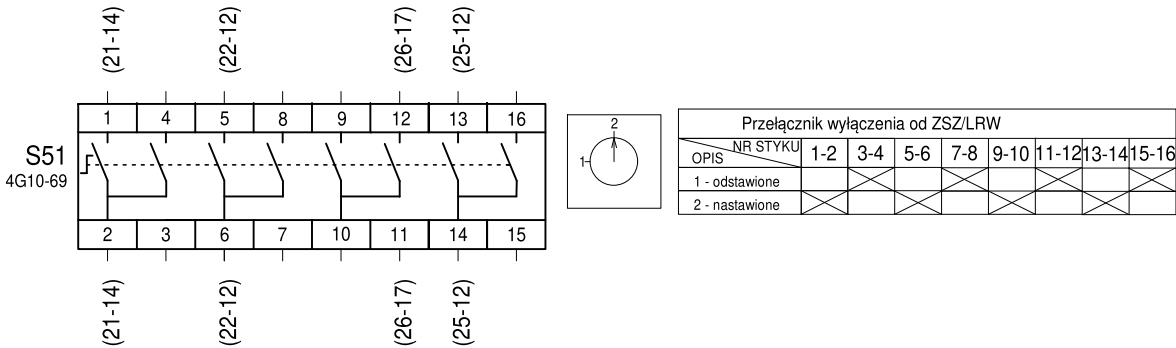 (21-14) (22-12) (26-17) (25-12)
1 4 5 8 9 12 13 16
S51
4G10-69
2 3 6 7 10 11 14 15
(21-14) (22-12) (26-17) (25-12)
2
1
Przełącznik wyłączenia od ZSZ/LRW
OPIS NR STYKU 1-2 3-4 5-6 7-8 9-10 11-12 13-14 15-16
1 - odstawione
2 - nastawione